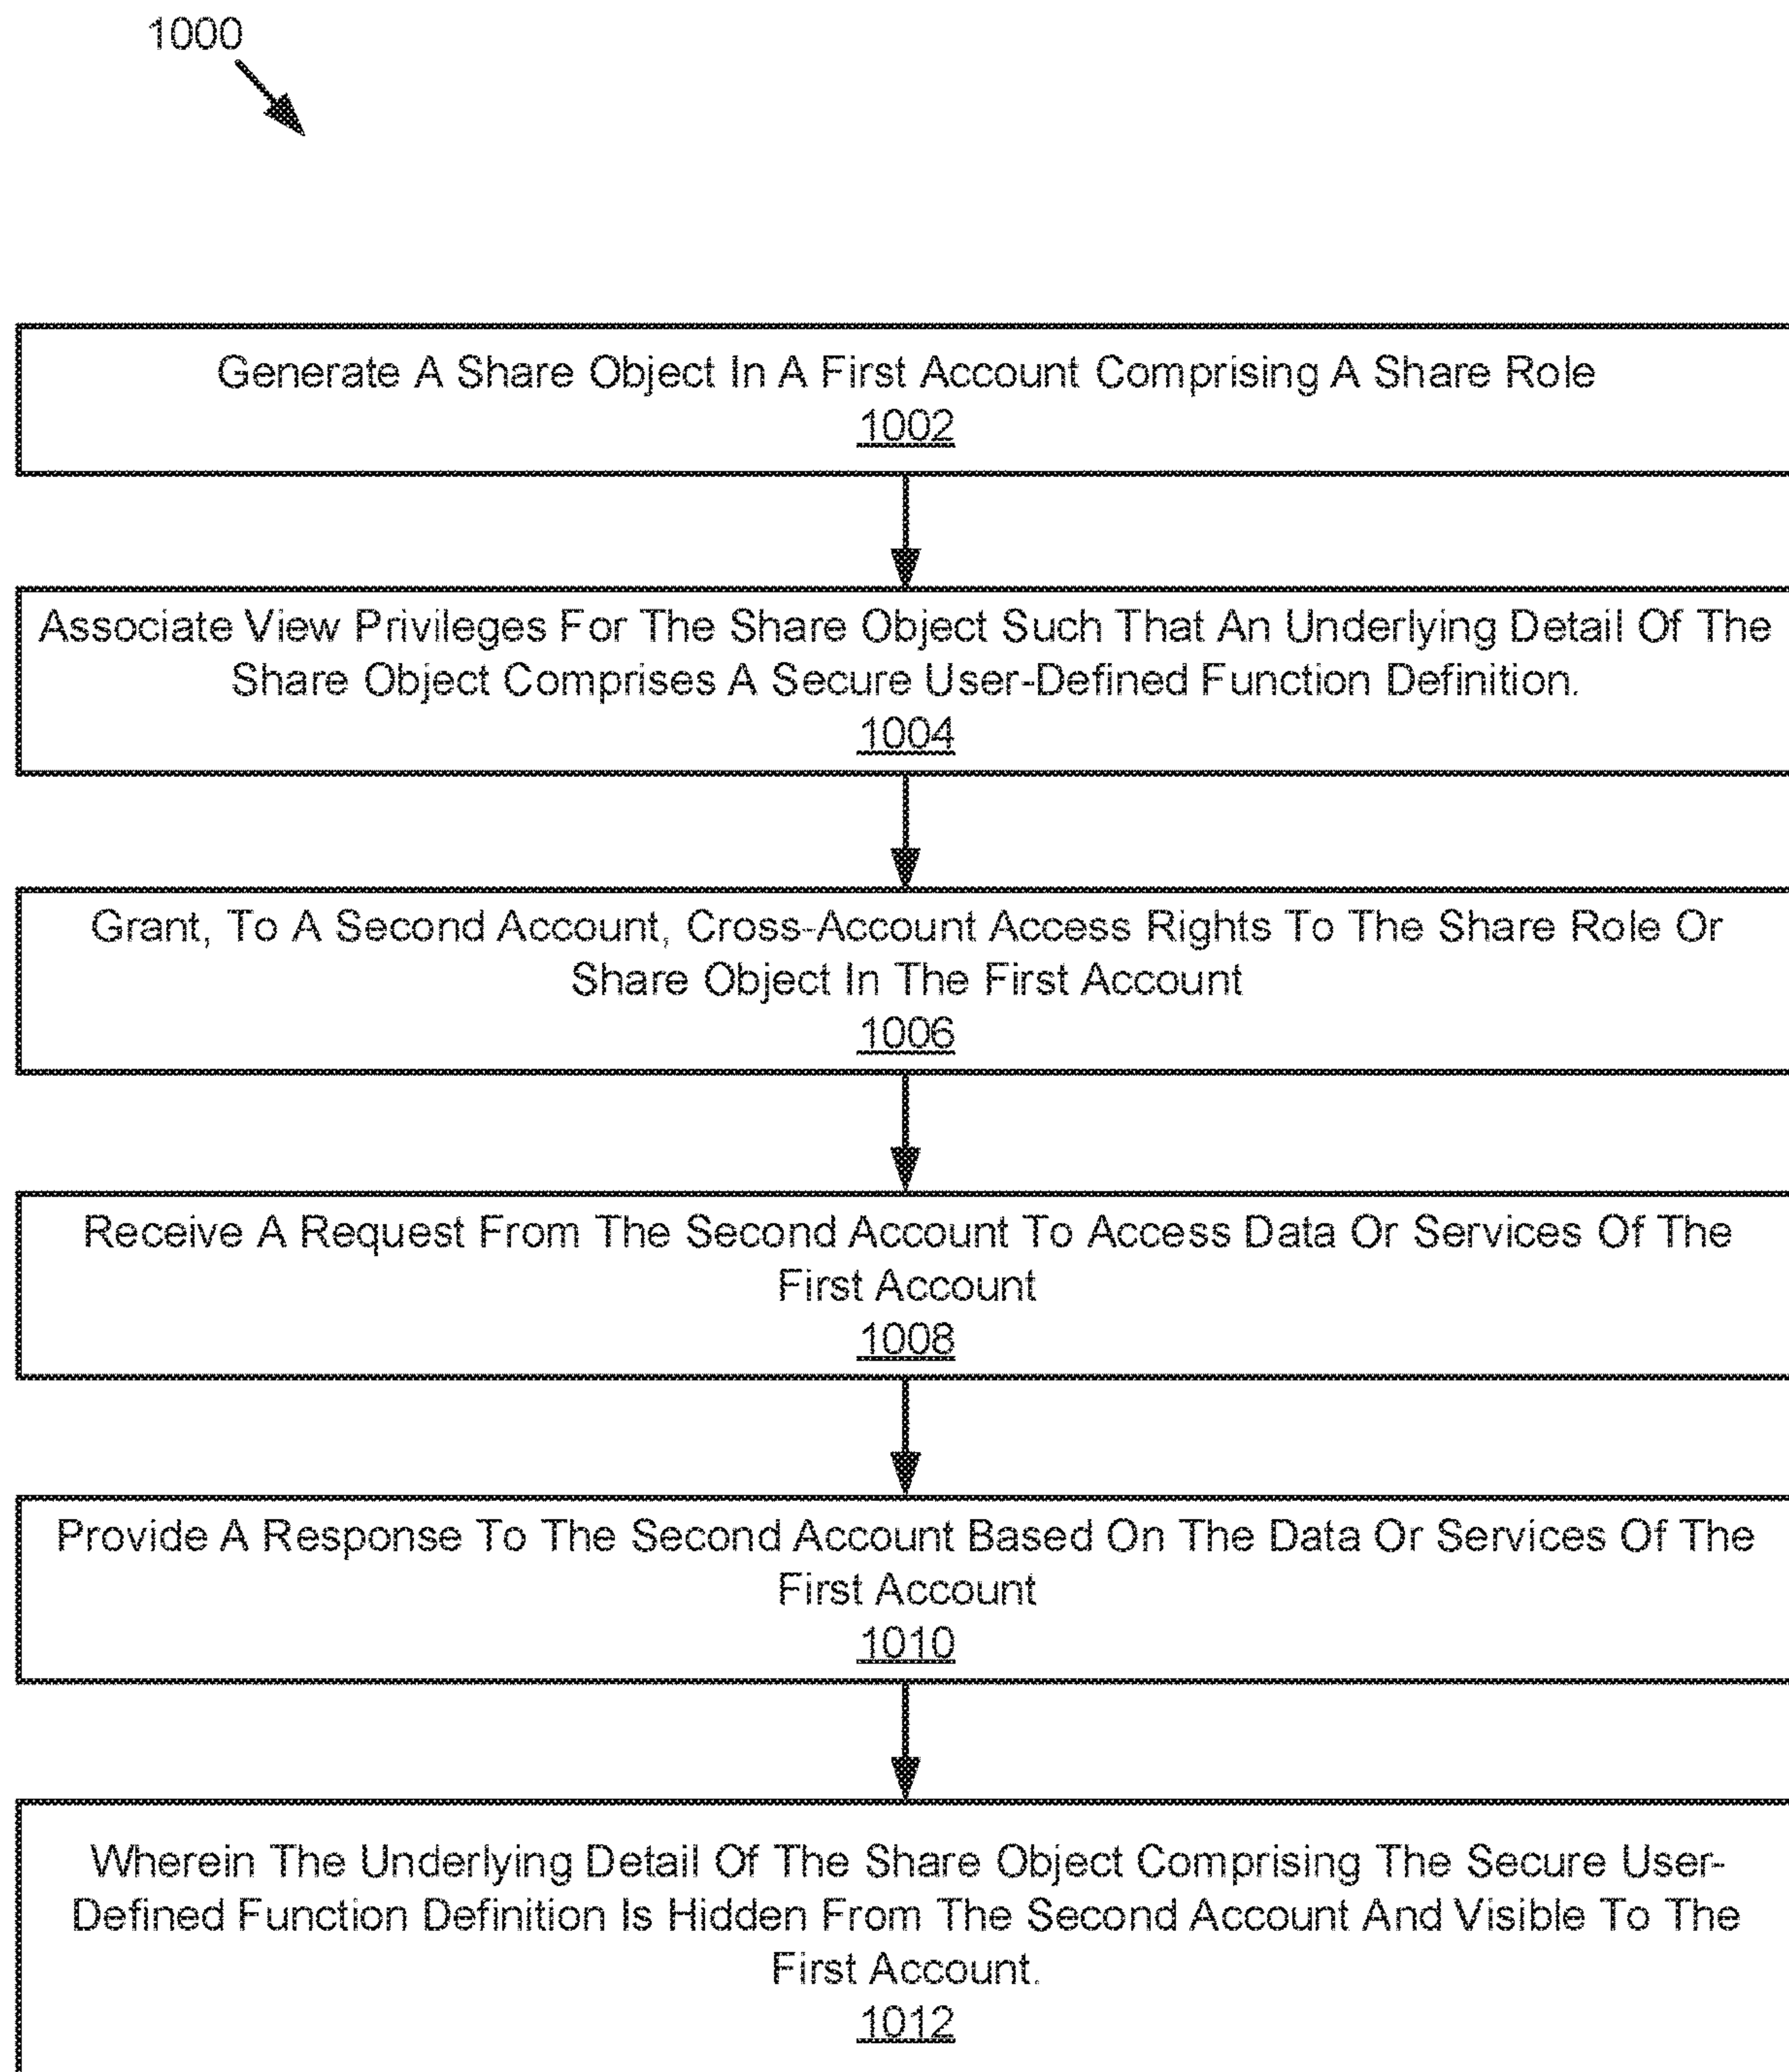 1000
Generate A Share Object In A First Account Comprising A Share Role
1002
Associate View Privileges For The Share Object Such That An Underlying Detail Of The
Share Object Comprises A Secure User-Defined Function Definition.
1004
Grant, To A Second Account, Cross-Account Access Rights To The Share Role Or
Share Object In The First Account
1006
Receive A Request From The Second Account To Access Data Or Services Of The
First Account
1008
Provide A Response To The Second Account Based On The Data Or Services Of The
First Account
1010
Wherein The Underlying Detail Of The Share Object Comprising The Secure User-
Defined Function Definition Is Hidden From The Second Account And Visible To The
First Account.
1012